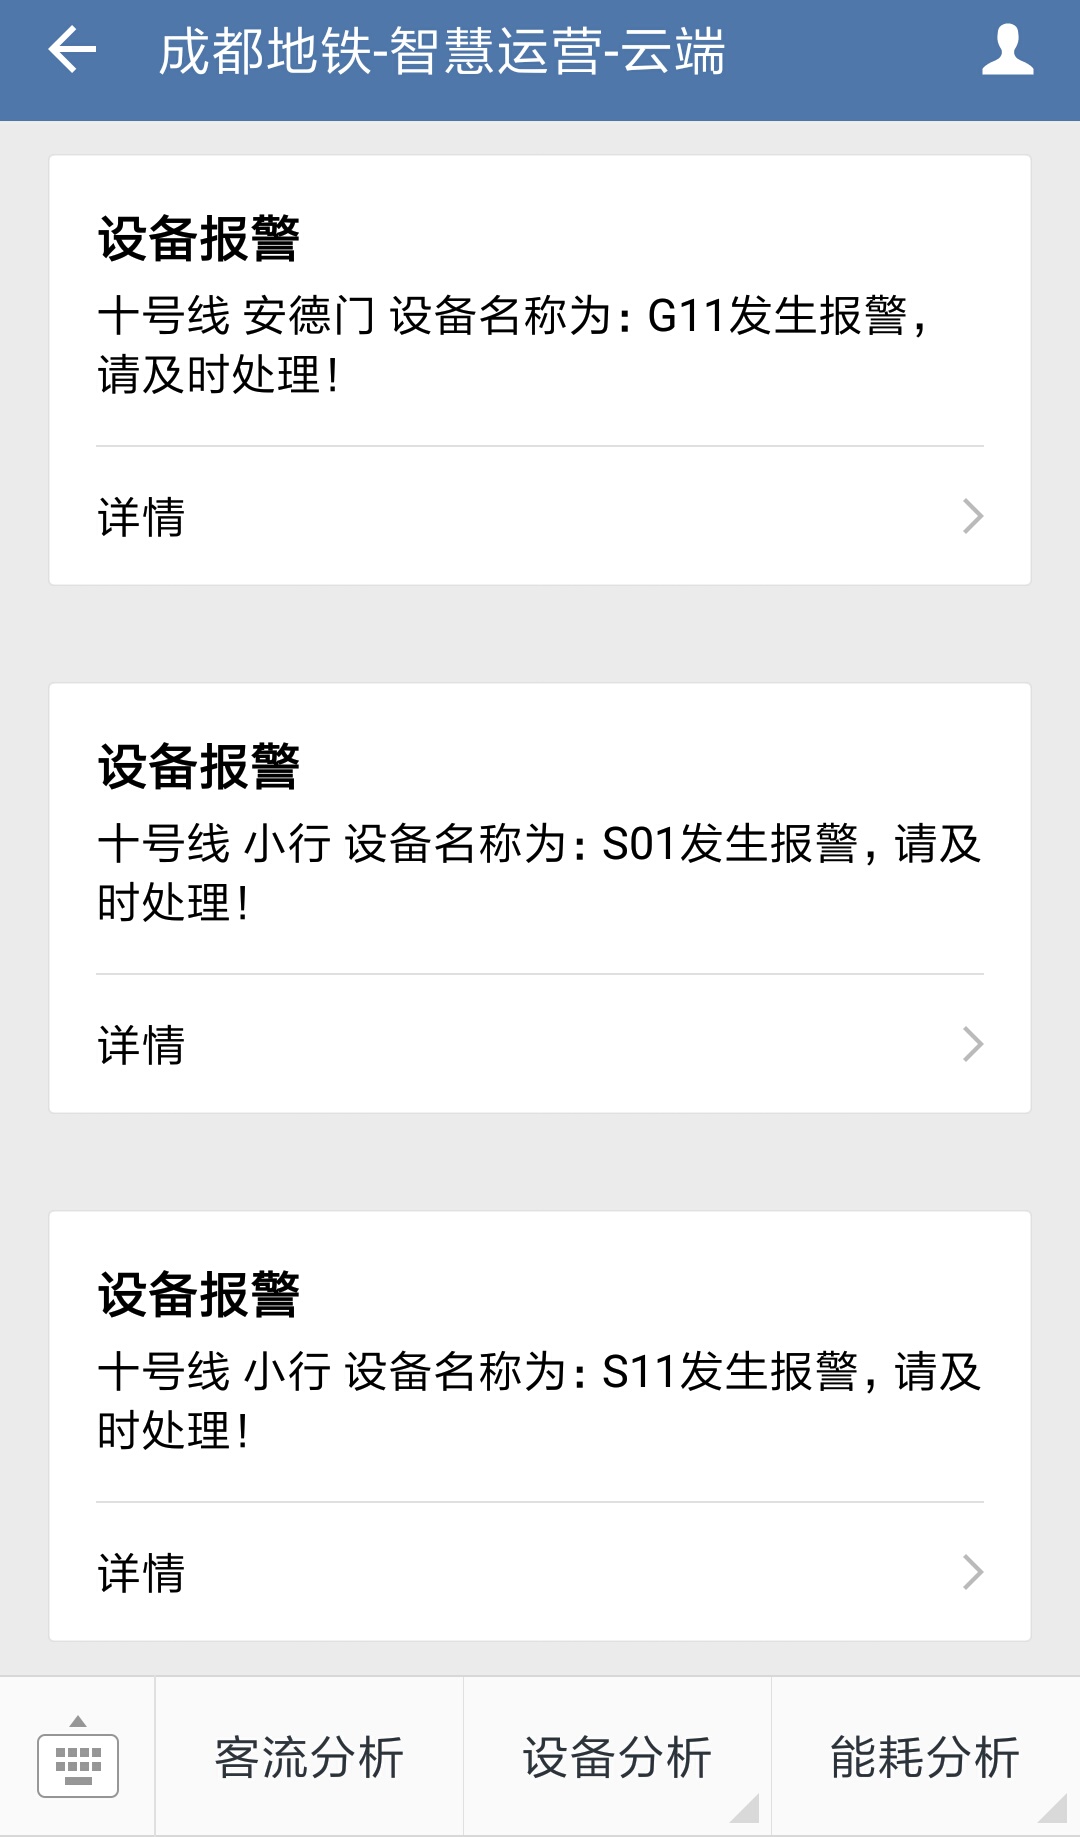 成都地铁-智慧运营-云端
设备报警
十号线 安德门 设备名称为：G11发生报警，
请及时处理！
详情
设备报警
十号线 小行 设备名称为：S01发生报警，请及
时处理！
详情
设备报警
十号线 小行 设备名称为：S11发生报警，请及
时处理！
详情
客流分析
设备分析
能耗分析